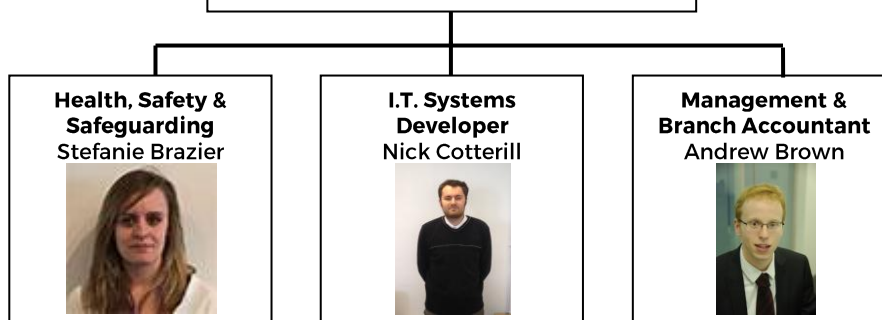 Health, Safety &
Safeguarding
Stefanie Brazier
I.T. Systems
Developer
Nick Cotterill
Management &
Branch Accountant
Andrew Brown